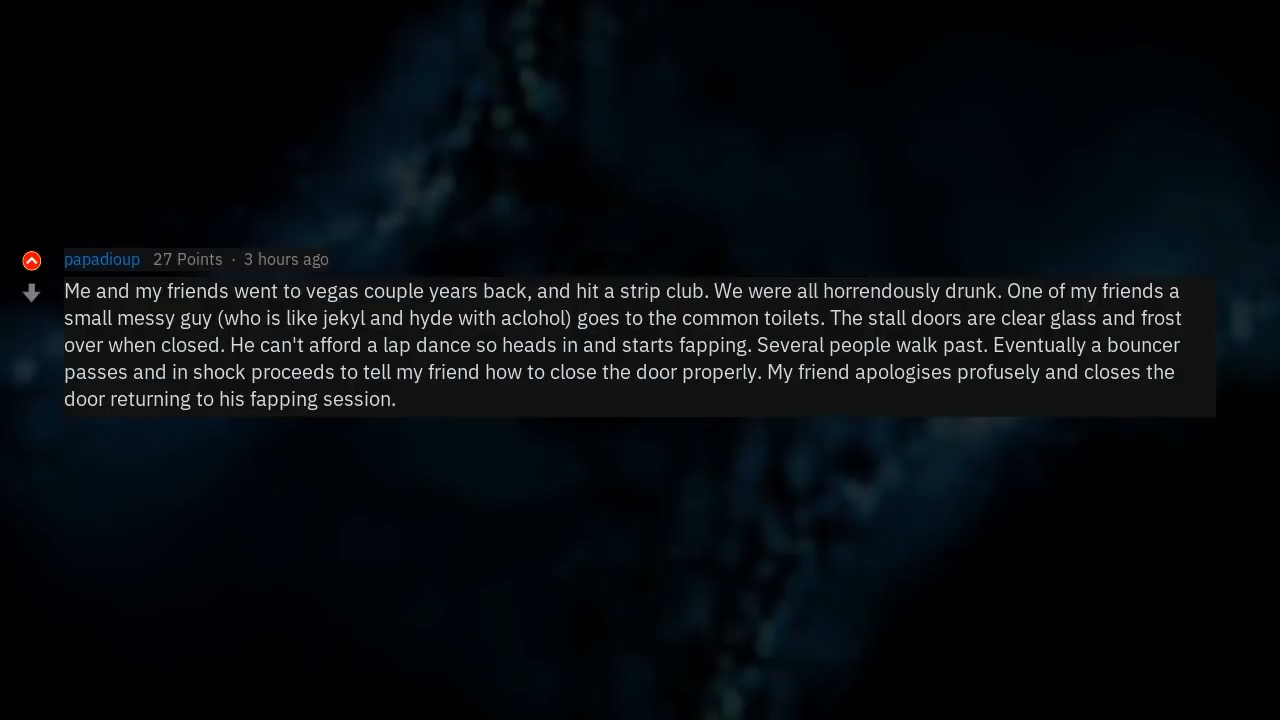 papadioup 27 Points · 3 hours ago
Me and my friends went to vegas couple years back, and hit a strip club. We were all horrendously drunk. One of my friends a
small messy guy (who is like jekyl and hyde with aclohol) goes to the common toilets. The stall doors are clear glass and frost
over when closed. He can't afford a lap dance so heads in and starts fapping. Several people walk past. Eventually a bouncer
passes and in shock proceeds to tell my friend how to close the door properly. My friend apologises profusely and closes the
door returning to his fapping session.